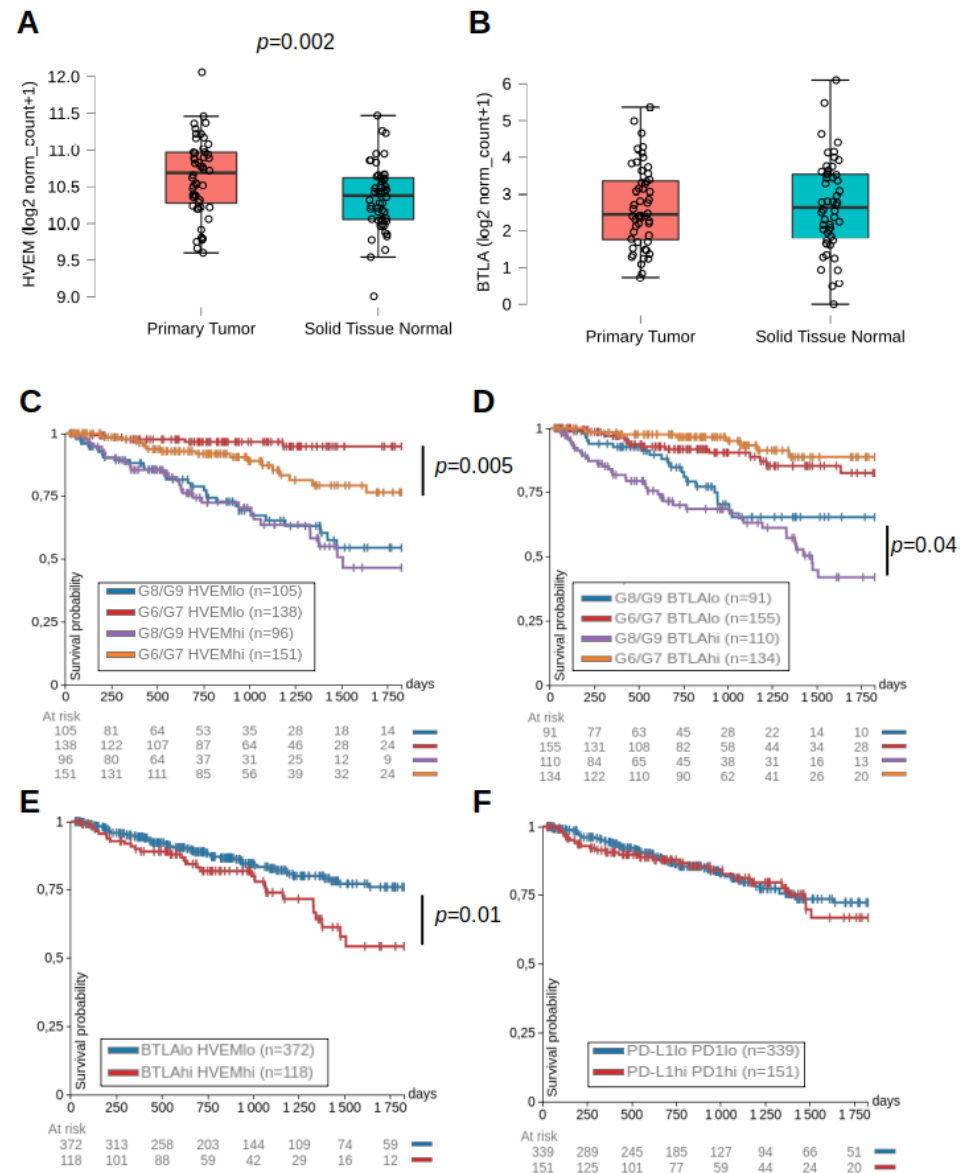 A
p=0.002
HVEM (log2 norm_count+1)
12.0
11.5
11.0
10.5
10.0
9.5
9.0
Primary Tumor
Solid Tissue Normal
B
BTLA (log2 norm_count+1)
6
5
4
3
2
1
0
Primary Tumor
Solid Tissue Normal
C
Survival probability
1
0,75
0,5
0,25
0
p=0.005
G8/G9 HVEMlo (n=105)
G6/G7 HVEMlo (n=138)
G8/G9 HVEMhi (n=96)
G6/G7 HVEMhi (n=151)
0 250 500 750 1 000 1 250 1 500 1 750 days
At risk
105 81 64 53 35 28 18 14
138 122 107 87 64 46 28 24
96 80 64 37 31 25 12 9
151 131 111 85 56 39 32 24
D
Survival probability
1
0,75
0,5
0,25
0
p=0.04
G8/G9 BTLAlo (n=91)
G6/G7 BTLAlo (n=155)
G8/G9 BTLAhi (n=110)
G6/G7 BTLAhi (n=134)
0 250 500 750 1 000 1 250 1 500 1 750 days
At risk
91 77 63 45 28 22 14 10
155 131 108 82 58 44 34 28
110 84 65 45 38 31 16 13
134 122 110 90 62 41 26 20
E
Survival probability
1
0,75
0,5
0,25
0
p=0.01
BTLAlo HVEMlo (n=372)
BTLAhi HVEMhi (n=118)
0 250 500 750 1 000 1 250 1 500 1 750 days
At risk
372 313 258 203 144 109 74 59
118 101 88 59 42 29 16 12
F
Survival probability
1
0,75
0,5
0,25
0
PD-L1lo PD1lo (n=339)
PD-L1hi PD1hi (n=151)
0 250 500 750 1 000 1 250 1 500 1 750 days
At risk
339 289 245 185 127 94 66 51
151 125 101 77 59 44 24 20